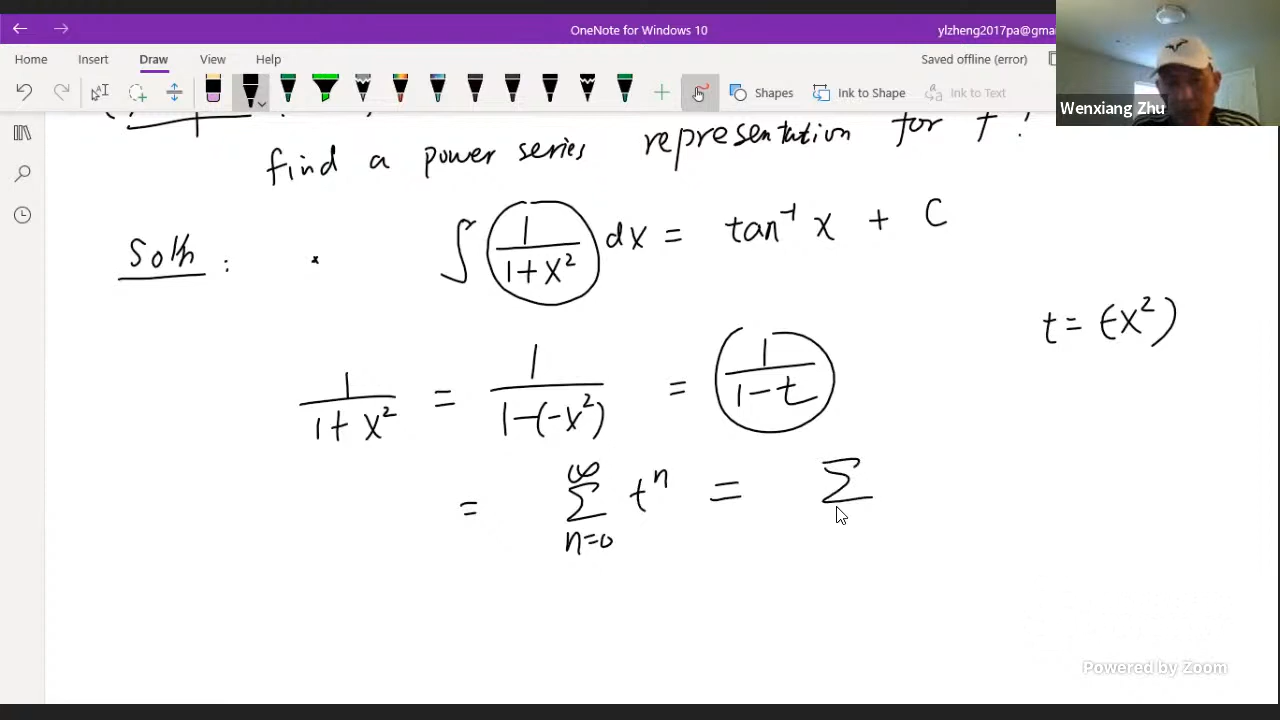 OneNote for Windows 10
ylzheng2017pa@gma
Home Insert Draw View Help Saved offline (error)
Shapes Ink to Shape Ink to Text
Wenxiang Zhu
find a power series representation for f.
Soln : ∫ 1/(1+x²) dx = tan⁻¹ x + C
t = (-x²)
1/(1+x²) = 1/(1-(-x²)) = 1/(1-t)
= ∞ Σ n=0 tⁿ = Σ
Powered by Zoom